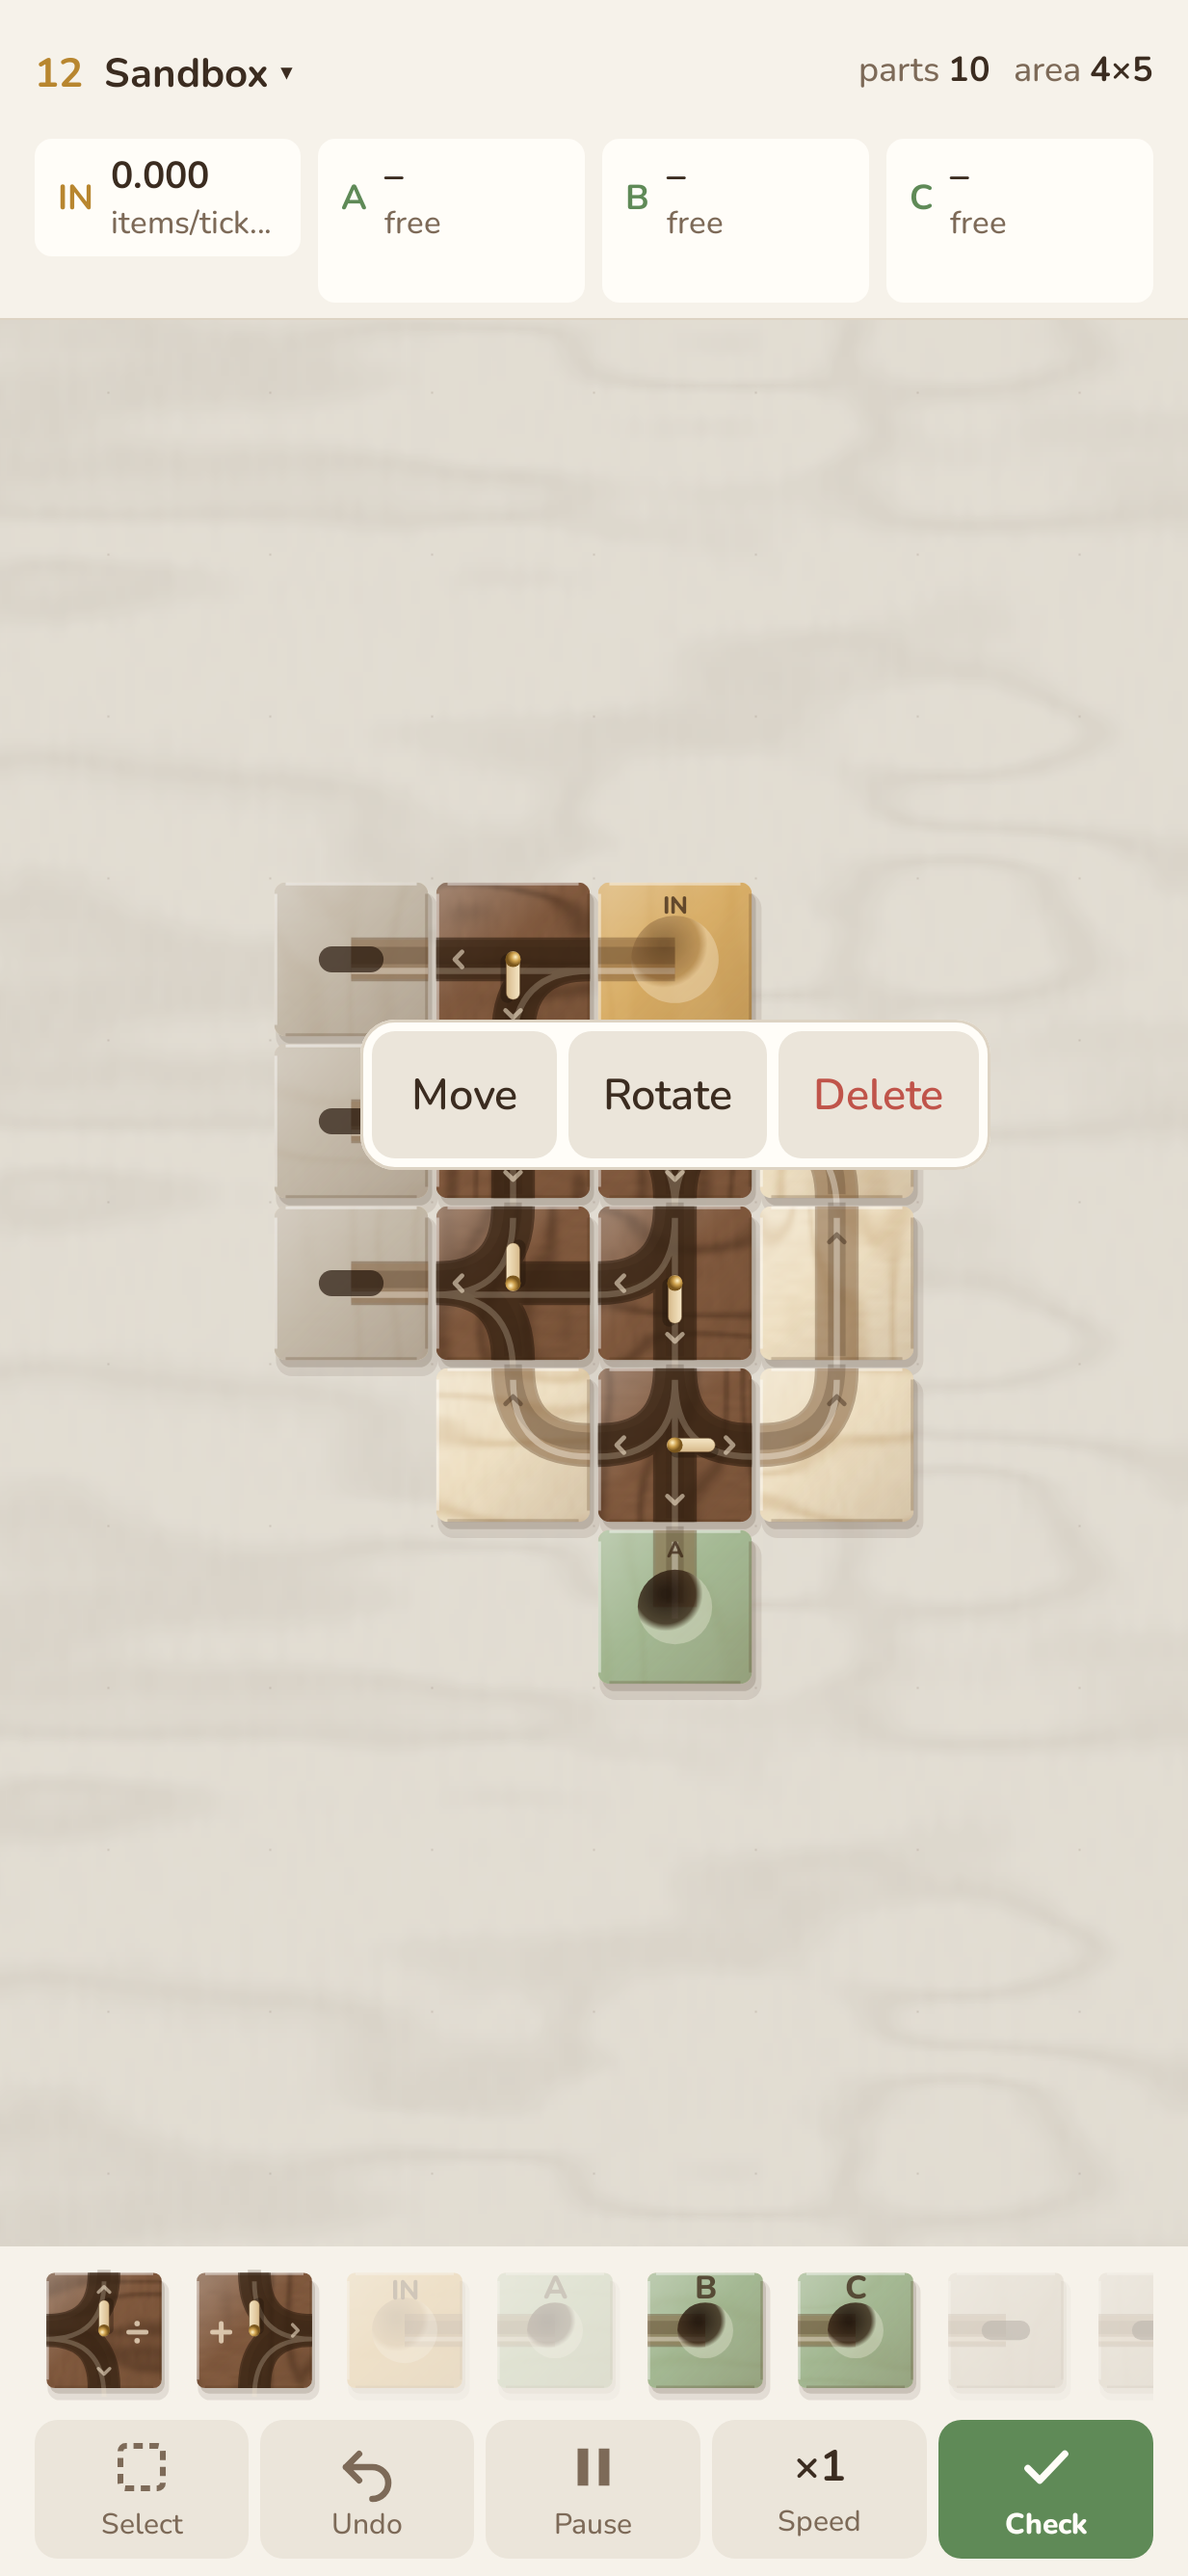 12 Sandbox ▾ parts 10 area 4×5
IN 0.000 items/tick...
A – free
B – free
C – free
IN
Move Rotate Delete
A
÷ + IN A B C
Select Undo Pause ×1 Speed Check